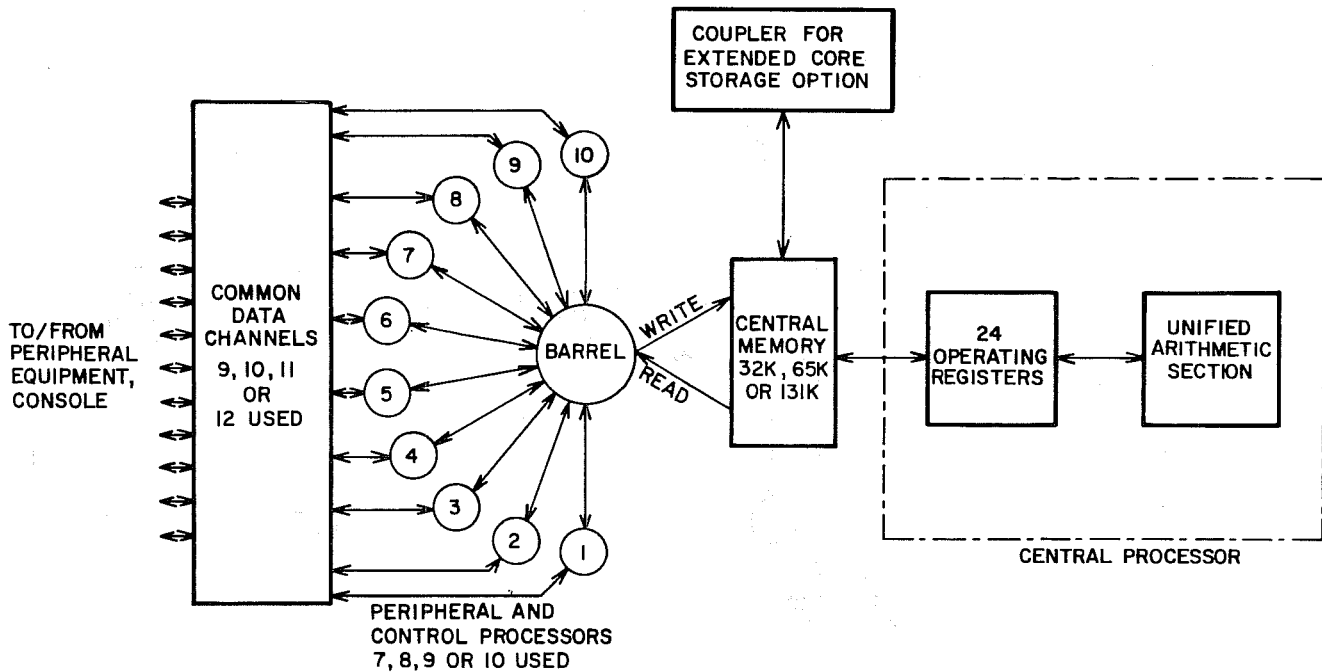 COUPLER FOR
EXTENDED CORE
STORAGE OPTION
10
9
8
7
6
5
4
3
2
1
COMMON
DATA
CHANNELS
9, 10, 11
OR
12 USED
TO/FROM
PERIPHERAL
EQUIPMENT,
CONSOLE
BARREL
WRITE
READ
CENTRAL
MEMORY
32K, 65K
OR 131K
24
OPERATING
REGISTERS
UNIFIED
ARITHMETIC
SECTION
CENTRAL PROCESSOR
PERIPHERAL AND
CONTROL PROCESSORS
7, 8, 9 OR 10 USED